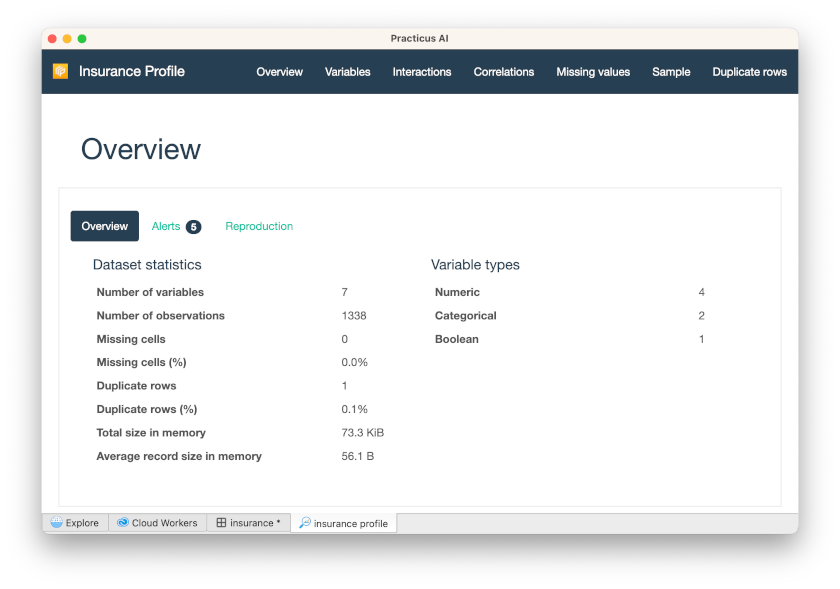 Practicus AI
Insurance Profile Overview Variables Interactions Correlations Missing values Sample Duplicate rows
Overview
Overview Alerts 5 Reproduction
Dataset statistics
Number of variables 7
Number of observations 1338
Missing cells 0
Missing cells (%) 0.0%
Duplicate rows 1
Duplicate rows (%) 0.1%
Total size in memory 73.3 KiB
Average record size in memory 56.1 B
Variable types
Numeric 4
Categorical 2
Boolean 1
Explore Cloud Workers insurance * insurance profile